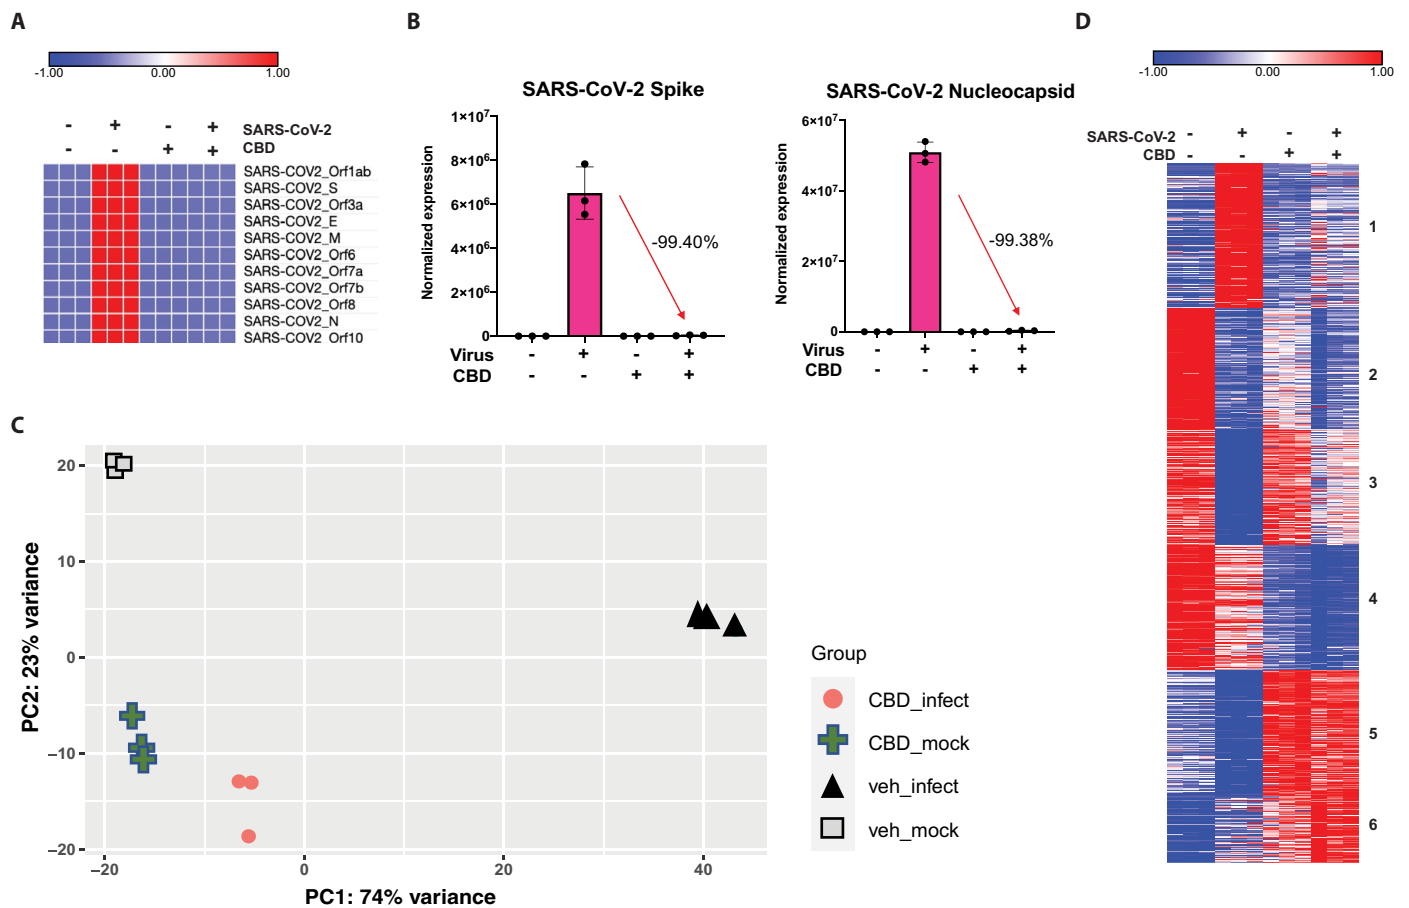 A
-1.00 0.00 1.00
- + - + SARS-CoV-2
- - + + CBD
SARS-COV2_Orf1ab
SARS-COV2_S
SARS-COV2_Orf3a
SARS-COV2_E
SARS-COV2_M
SARS-COV2_Orf6
SARS-COV2_Orf7a
SARS-COV2_Orf7b
SARS-COV2_Orf8
SARS-COV2_N
SARS-COV2_Orf10
B
SARS-CoV-2 Spike
Normalized expression
1×10⁷
8×10⁶
6×10⁶
4×10⁶
2×10⁶
0
-99.40%
Virus - + - +
CBD - - + +
SARS-CoV-2 Nucleocapsid
Normalized expression
6×10⁷
4×10⁷
2×10⁷
0
-99.38%
Virus - + - +
CBD - - + +
C
PC2: 23% variance
20
10
0
−10
−20
−20 0 20 40
PC1: 74% variance
Group
CBD_infect
CBD_mock
veh_infect
veh_mock
D
-1.00 0.00 1.00
SARS-CoV-2 - + - +
CBD - - + +
1
2
3
4
5
6